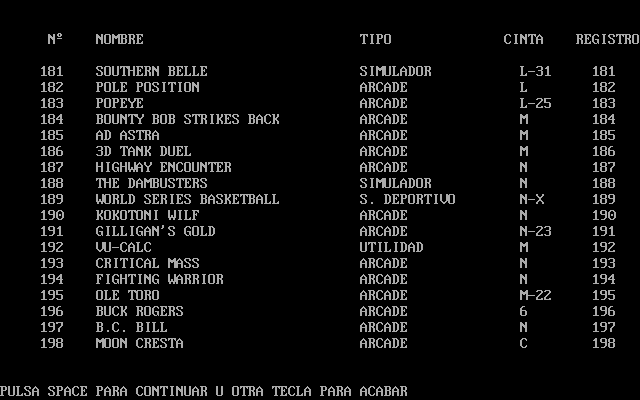 Nº NOMBRE TIPO CINTA REGISTRO
181 SOUTHERN BELLE SIMULADOR L-31 181
182 POLE POSITION ARCADE L 182
183 POPEYE ARCADE L-25 183
184 BOUNTY BOB STRIKES BACK ARCADE M 184
185 AD ASTRA ARCADE M 185
186 3D TANK DUEL ARCADE M 186
187 HIGHWAY ENCOUNTER ARCADE N 187
188 THE DAMBUSTERS SIMULADOR N 188
189 WORLD SERIES BASKETBALL S. DEPORTIVO N-X 189
190 KOKOTONI WILF ARCADE N 190
191 GILLIGAN'S GOLD ARCADE N-23 191
192 VU-CALC UTILIDAD M 192
193 CRITICAL MASS ARCADE N 193
194 FIGHTING WARRIOR ARCADE N 194
195 OLE TORO ARCADE M-22 195
196 BUCK ROGERS ARCADE 6 196
197 B.C. BILL ARCADE N 197
198 MOON CRESTA ARCADE C 198
PULSA SPACE PARA CONTINUAR U OTRA TECLA PARA ACABAR